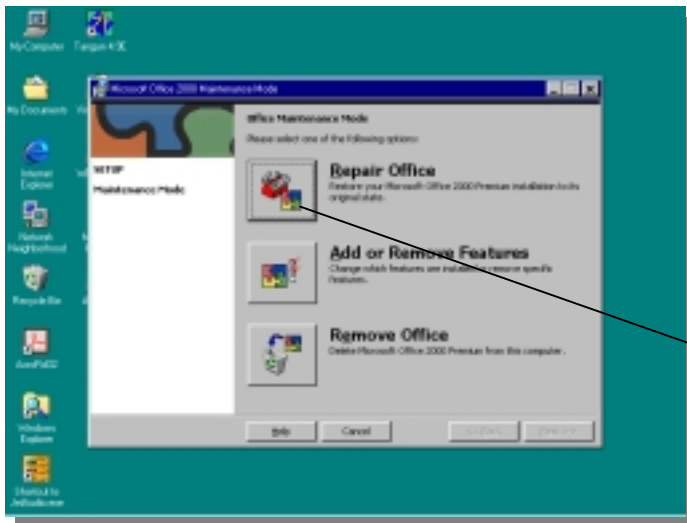 My Computer
My Documents
Internet
Explorer
Network
Neighborhood
Recycle Bin
Windows
Explorer
Shortcut to
Microsoft Office 2000 Maintenance Mode
SETUP
Maintenance Mode
Office Maintenance Mode
Please select one of the following options:
Repair Office
Restore your Microsoft Office 2000 Premium installation to its
original state.
Add or Remove Features
Change which features are installed or remove specific
features.
Remove Office
Delete Microsoft Office 2000 Premium from this computer.
Help
Cancel